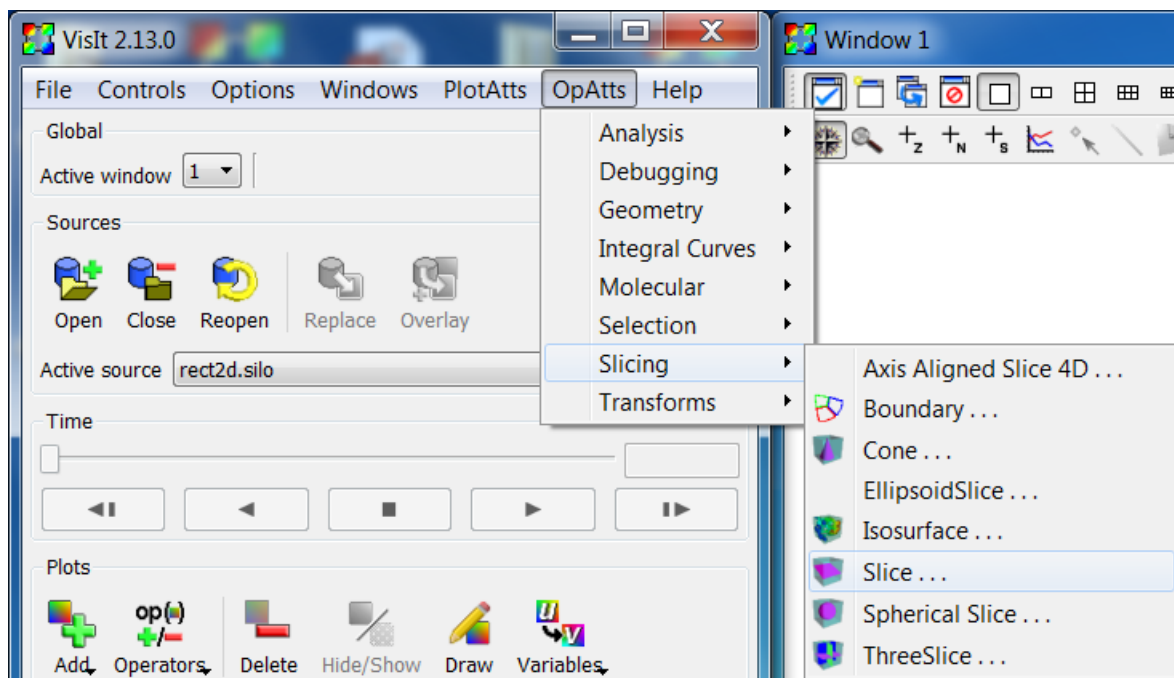 VisIt 2.13.0
File Controls Options Windows PlotAtts OpAtts Help
Global
Active window 1
Sources
Open Close Reopen Replace Overlay
Active source rect2d.silo
Time
Plots
op(=)
+/-
U
V
Add Operators Delete Hide/Show Draw Variables
Analysis
Debugging
Geometry
Integral Curves
Molecular
Selection
Slicing
Transforms
Window 1
Z N S
Axis Aligned Slice 4D . . .
Boundary . . .
Cone . . .
EllipsoidSlice . . .
Isosurface . . .
Slice . . .
Spherical Slice . . .
ThreeSlice . . .